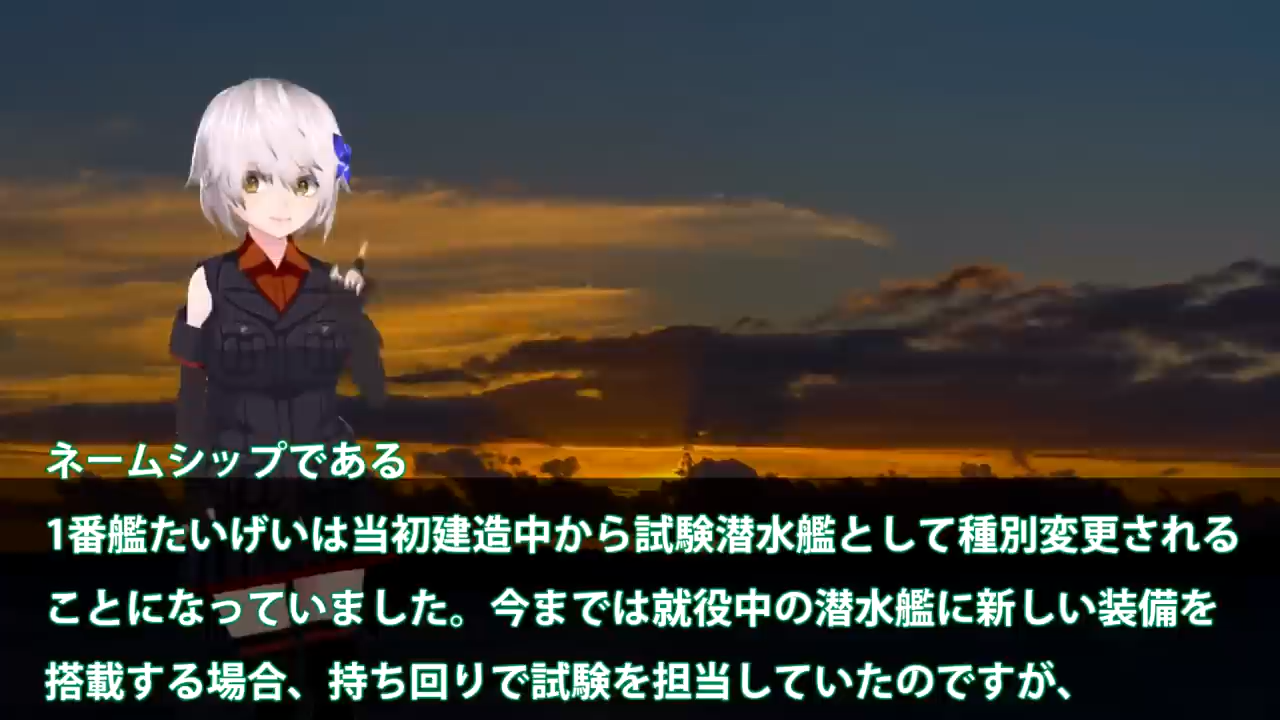 ネームシップである
1番艦たいげいは当初建造中から試験潜水艦として種別変更される
ことになっていました。今までは就役中の潜水艦に新しい装備を
搭載する場合、持ち回りで試験を担当していたのですが、